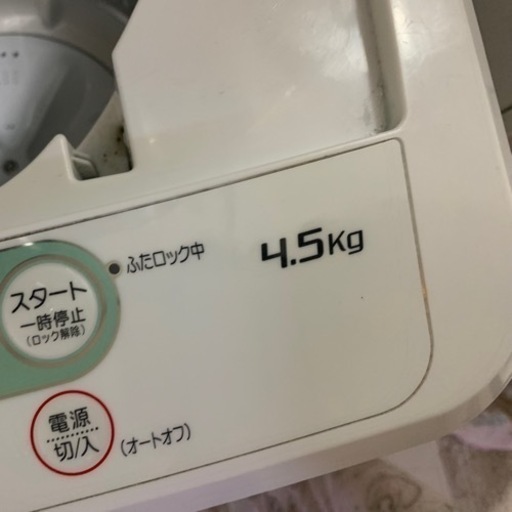 ふたロック中
4.5Kg
スタート
一時停止
(ロック解除)
電源
切/入
(オートオフ)